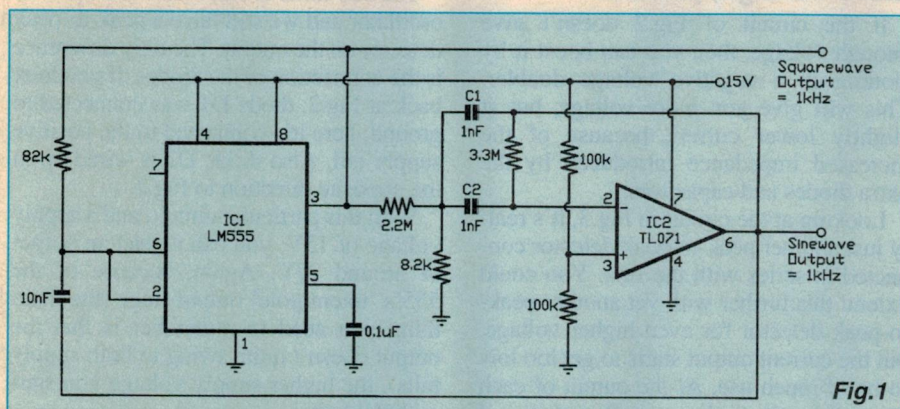 Squarewave
Output
= 1kHz
15V
C1
1nF
4
8
3.3M
100k
82k
7
IC1
LM555
3
2.2M
C2
1nF
2
7
IC2
TL071
6
8.2k
3
4
Sinewave
Output
= 1kHz
10nF
2
5
0.1uF
100k
1
Fig.1